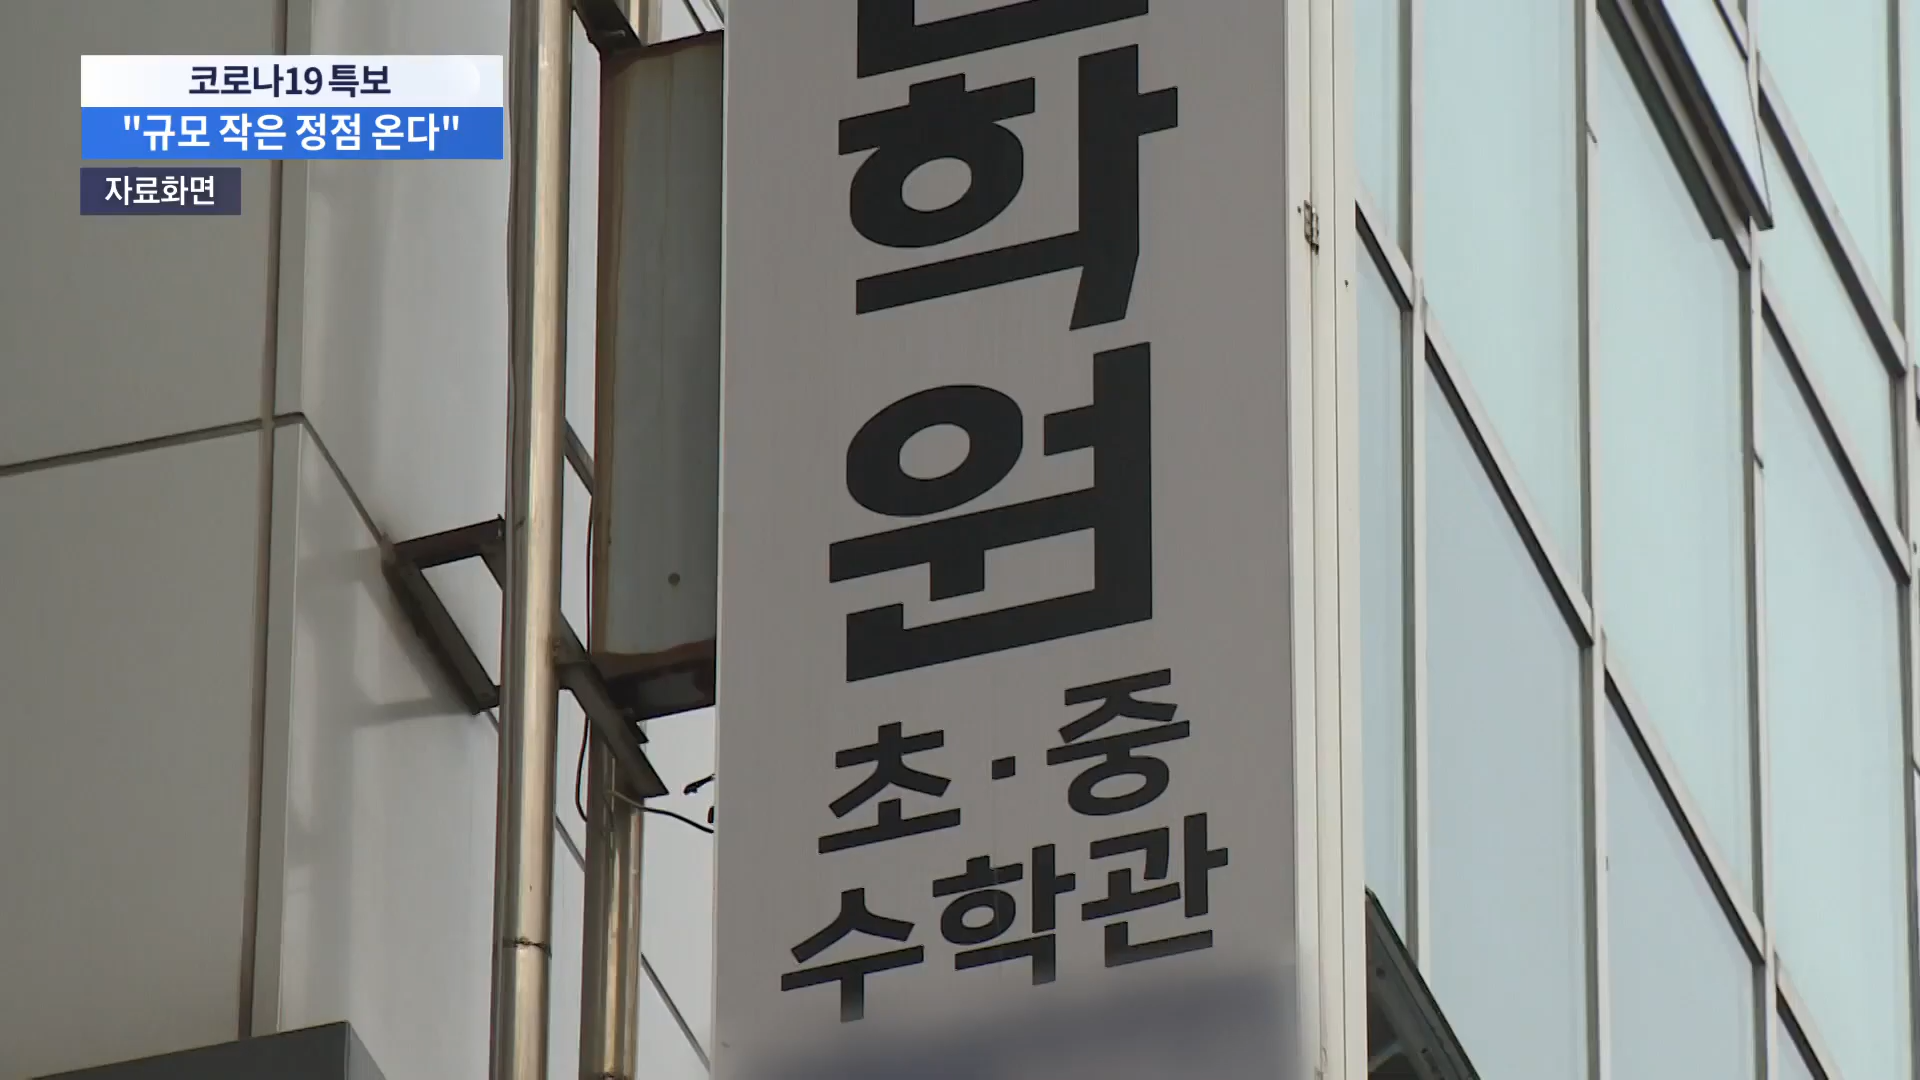 코로나19 특보
"규모 작은 정점 온다"
자료화면
학
원
초·중
수학관